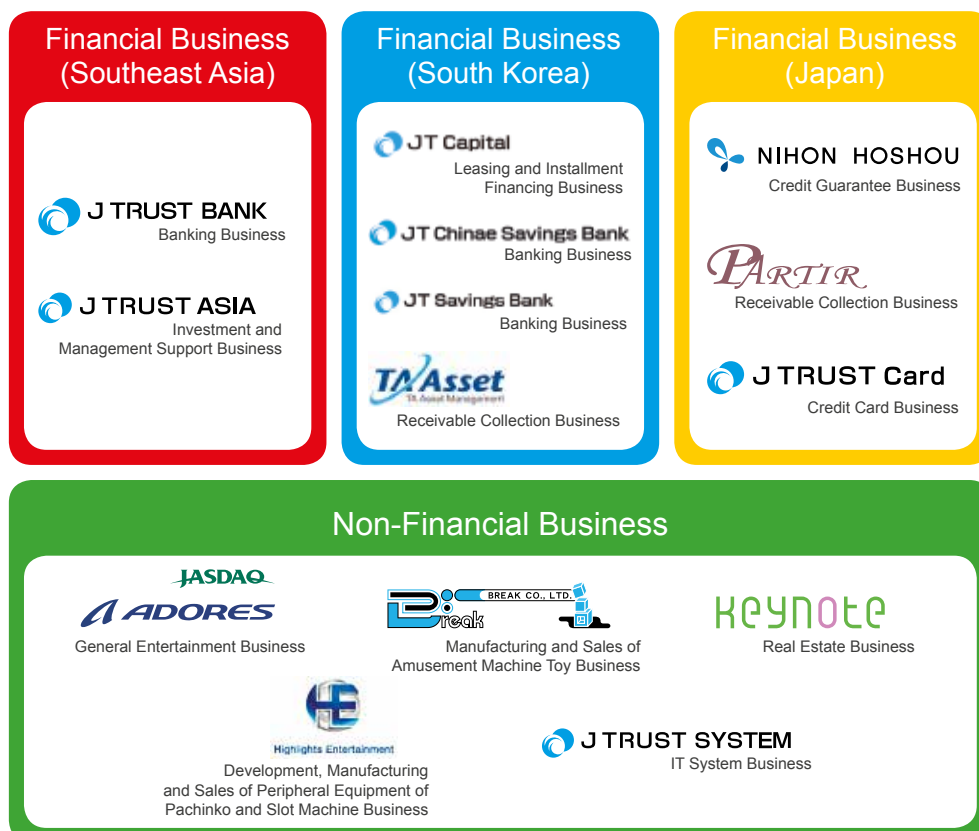 Financial Business
(Southeast Asia)
J TRUST BANK
Banking Business
J TRUST ASIA
Investment and
Management Support Business
Financial Business
(South Korea)
JT Capital
Leasing and Installment
Financing Business
JT Chinae Savings Bank
Banking Business
JT Savings Bank
Banking Business
TA Asset
TA Asset Management
Receivable Collection Business
Financial Business
(Japan)
NIHON HOSHOU
Credit Guarantee Business
PARTIR
Receivable Collection Business
J TRUST Card
Credit Card Business
Non-Financial Business
JASDAQ
ADORES
General Entertainment Business
BREAK CO., LTD.
Break
Manufacturing and Sales of
Amusement Machine Toy Business
keynote
Real Estate Business
HE
Highlights Entertainment
Development, Manufacturing
and Sales of Peripheral Equipment of
Pachinko and Slot Machine Business
J TRUST SYSTEM
IT System Business